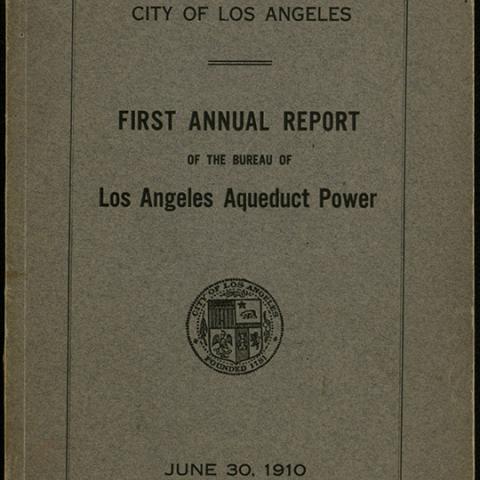 CITY OF LOS ANGELES
FIRST ANNUAL REPORT
OF THE BUREAU OF
Los Angeles Aqueduct Power
CITY OF LOS ANGELES
FOUNDED 1781
JUNE 30, 1910